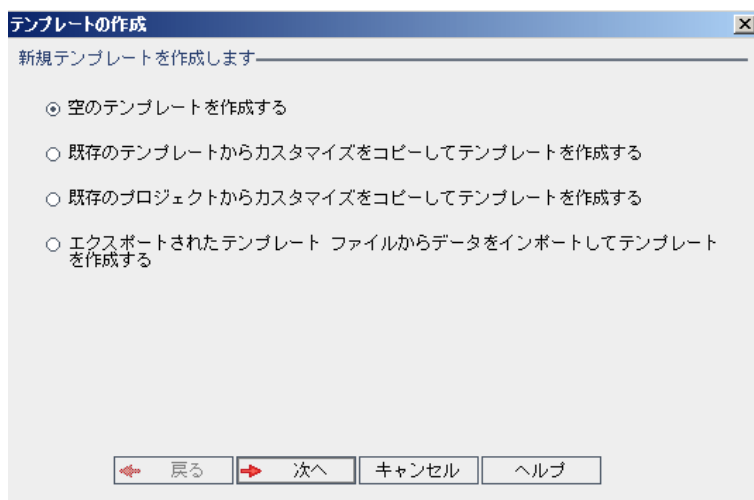 テンプレートの作成
新規テンプレートを作成します
空のテンプレートを作成する
既存のテンプレートからカスタマイズをコピーしてテンプレートを作成する
既存のプロジェクトからカスタマイズをコピーしてテンプレートを作成する
エクスポートされたテンプレート ファイルからデータをインポートしてテンプレート
を作成する
戻る 次へ キャンセル ヘルプ